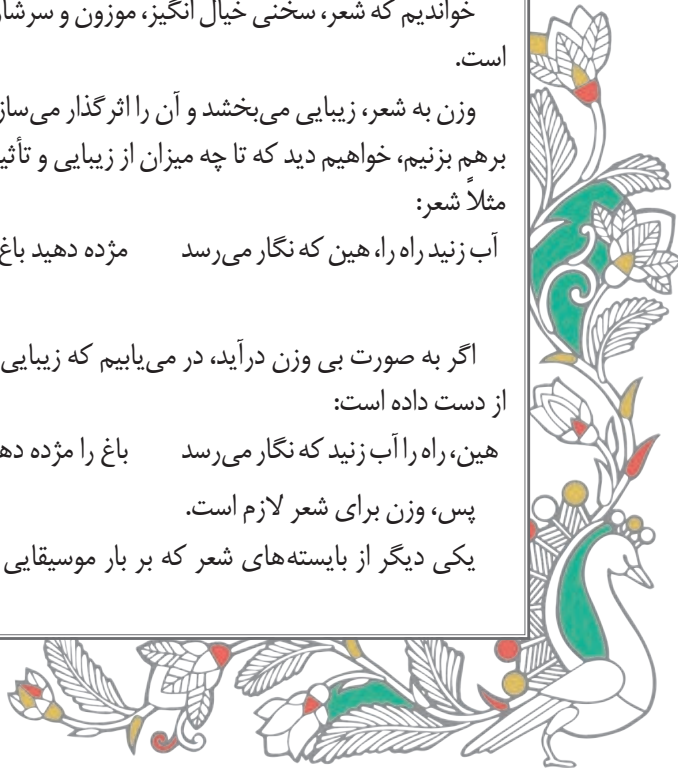 خواندیم که شعر، سخنی خیال انگیز، موزون و سرشار
است.
وزن به شعر، زیبایی می‌بخشد و آن را اثرگذار می‌ساز
برهم بزنیم، خواهیم دید که تا چه میزان از زیبایی و تأثی
مثلاً شعر:
آب زنید راه را، هین که نگار می‌رسد مژده دهید باغ
اگر به صورت بی وزن درآید، در می‌یابیم که زیبایی
از دست داده است:
هین، راه را آب زنید که نگار می‌رسد باغ را مژده دهـ
پس، وزن برای شعر لازم است.
یکی دیگر از بایسته‌های شعر که بر بار موسیقایی